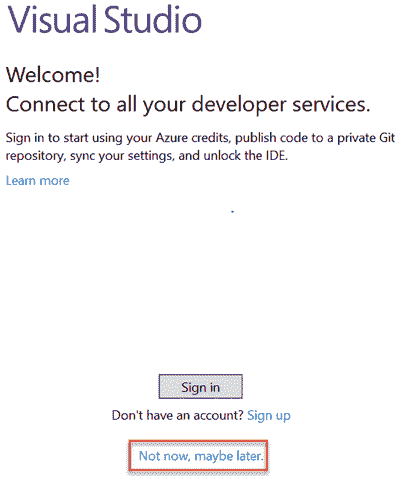 Visual Studio
Welcome!
Connect to all your developer services.
Sign in to start using your Azure credits, publish code to a private Git
repository, sync your settings, and unlock the IDE.
Learn more
Sign in
Don't have an account? Sign up
Not now, maybe later.